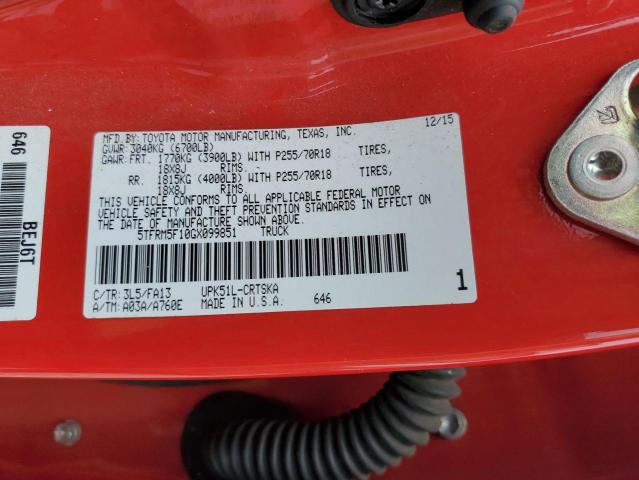 MFD.BY: TOYOTA MOTOR MANUFACTURING, TEXAS, INC. 12/15
GVWR: 3040KG (6700LB)
GAWR: FRT. 1770KG (3900LB) WITH P255/70R18 TIRES,
18X8J RIMS,
RR. 1815KG (4000LB) WITH P255/70R18 TIRES,
18X8J RIMS
THIS VEHICLE CONFORMS TO ALL APPLICABLE FEDERAL MOTOR
VEHICLE SAFETY AND THEFT PREVENTION STANDARDS IN EFFECT ON
THE DATE OF MANUFACTURE SHOWN ABOVE.
5TFRM5F10GX099851 TRUCK
C/TR: 3L5/FA13 UPK51L-CRTSKA
A/TM: A03A/A760E MADE IN U.S.A. 646
1
646
BEJ6T